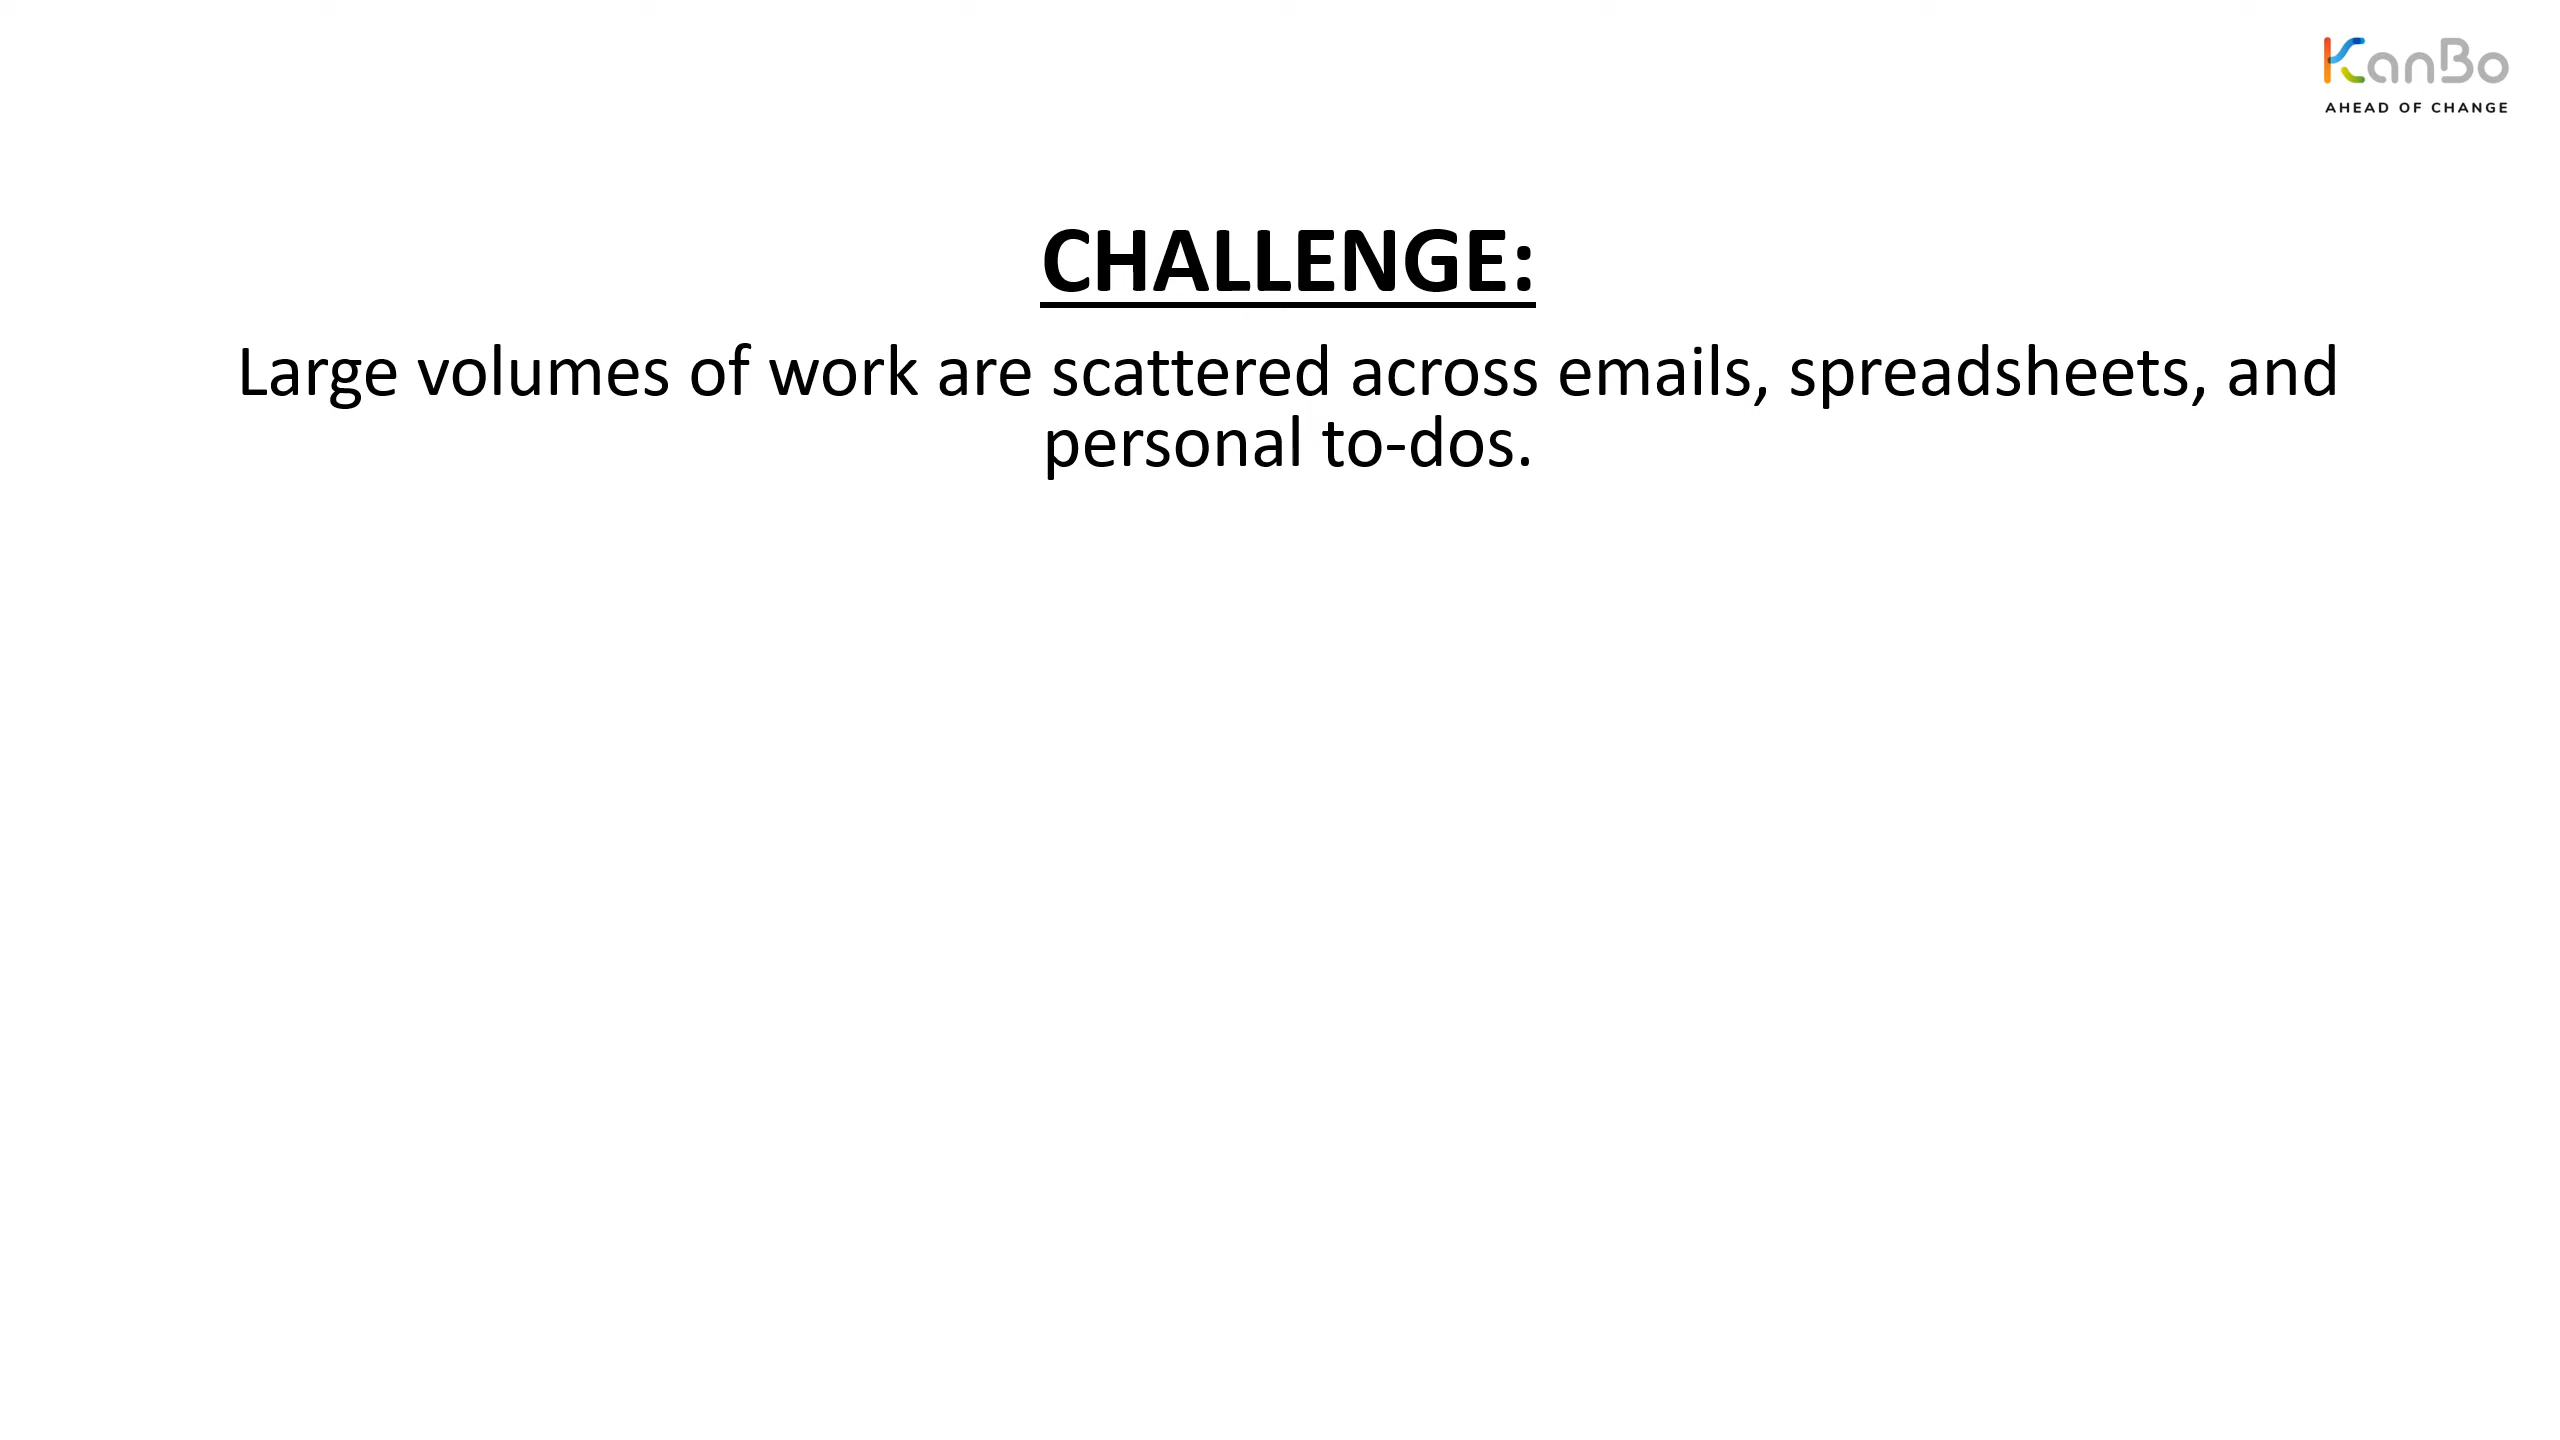 KanBo
AHEAD OF CHANGE
CHALLENGE:
Large volumes of work are scattered across emails, spreadsheets, and
personal to-dos.